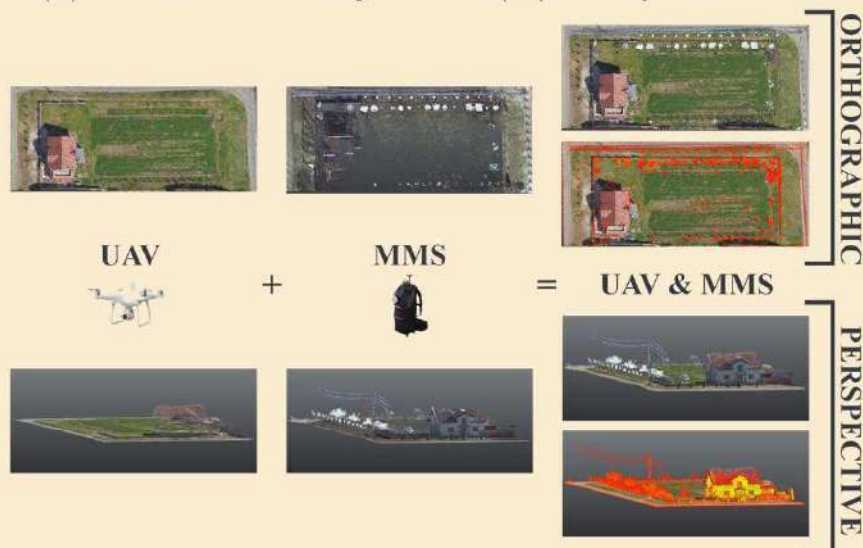 ORTHOGRAPHIC
UAV
+
MMS
=
UAV & MMS
PERSPECTIVE